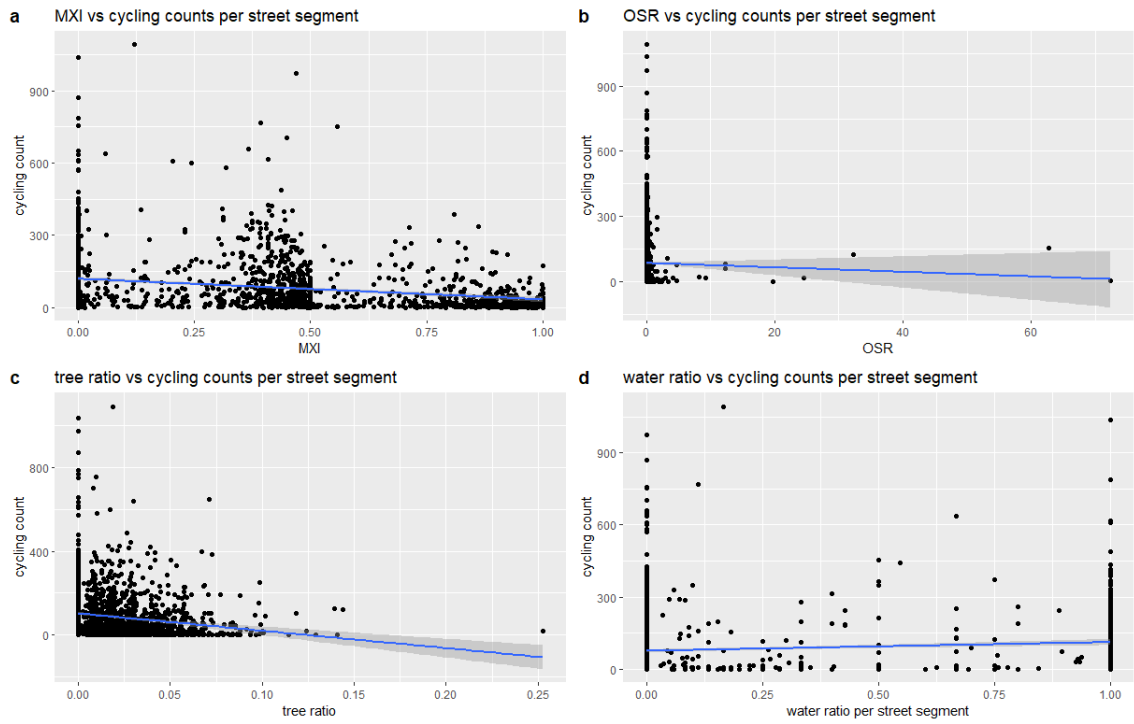 a MXI vs cycling counts per street segment
cycling count
900
600
300
0
0.00 0.25 0.50 0.75 1.00
MXI
b OSR vs cycling counts per street segment
cycling count
900
600
300
0
0 20 40 60
OSR
c tree ratio vs cycling counts per street segment
cycling count
800
400
0
0.00 0.05 0.10 0.15 0.20 0.25
tree ratio
d water ratio vs cycling counts per street segment
cycling count
900
600
300
0
0.00 0.25 0.50 0.75 1.00
water ratio per street segment